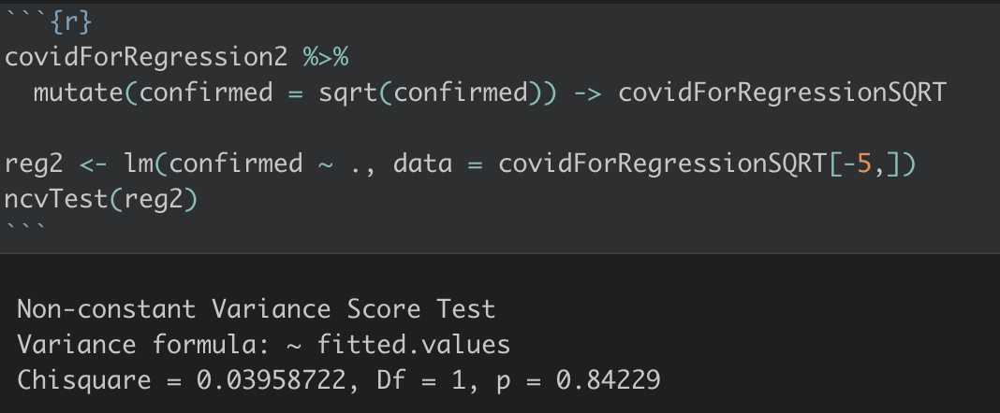 ```{r}
covidForRegression2 %>%
  mutate(confirmed = sqrt(confirmed)) -> covidForRegressionSQRT
reg2 <- lm(confirmed ~ ., data = covidForRegressionSQRT[-5,])
ncvTest(reg2)
```
Non-constant Variance Score Test
Variance formula: ~ fitted.values
Chisquare = 0.03958722, Df = 1, p = 0.84229